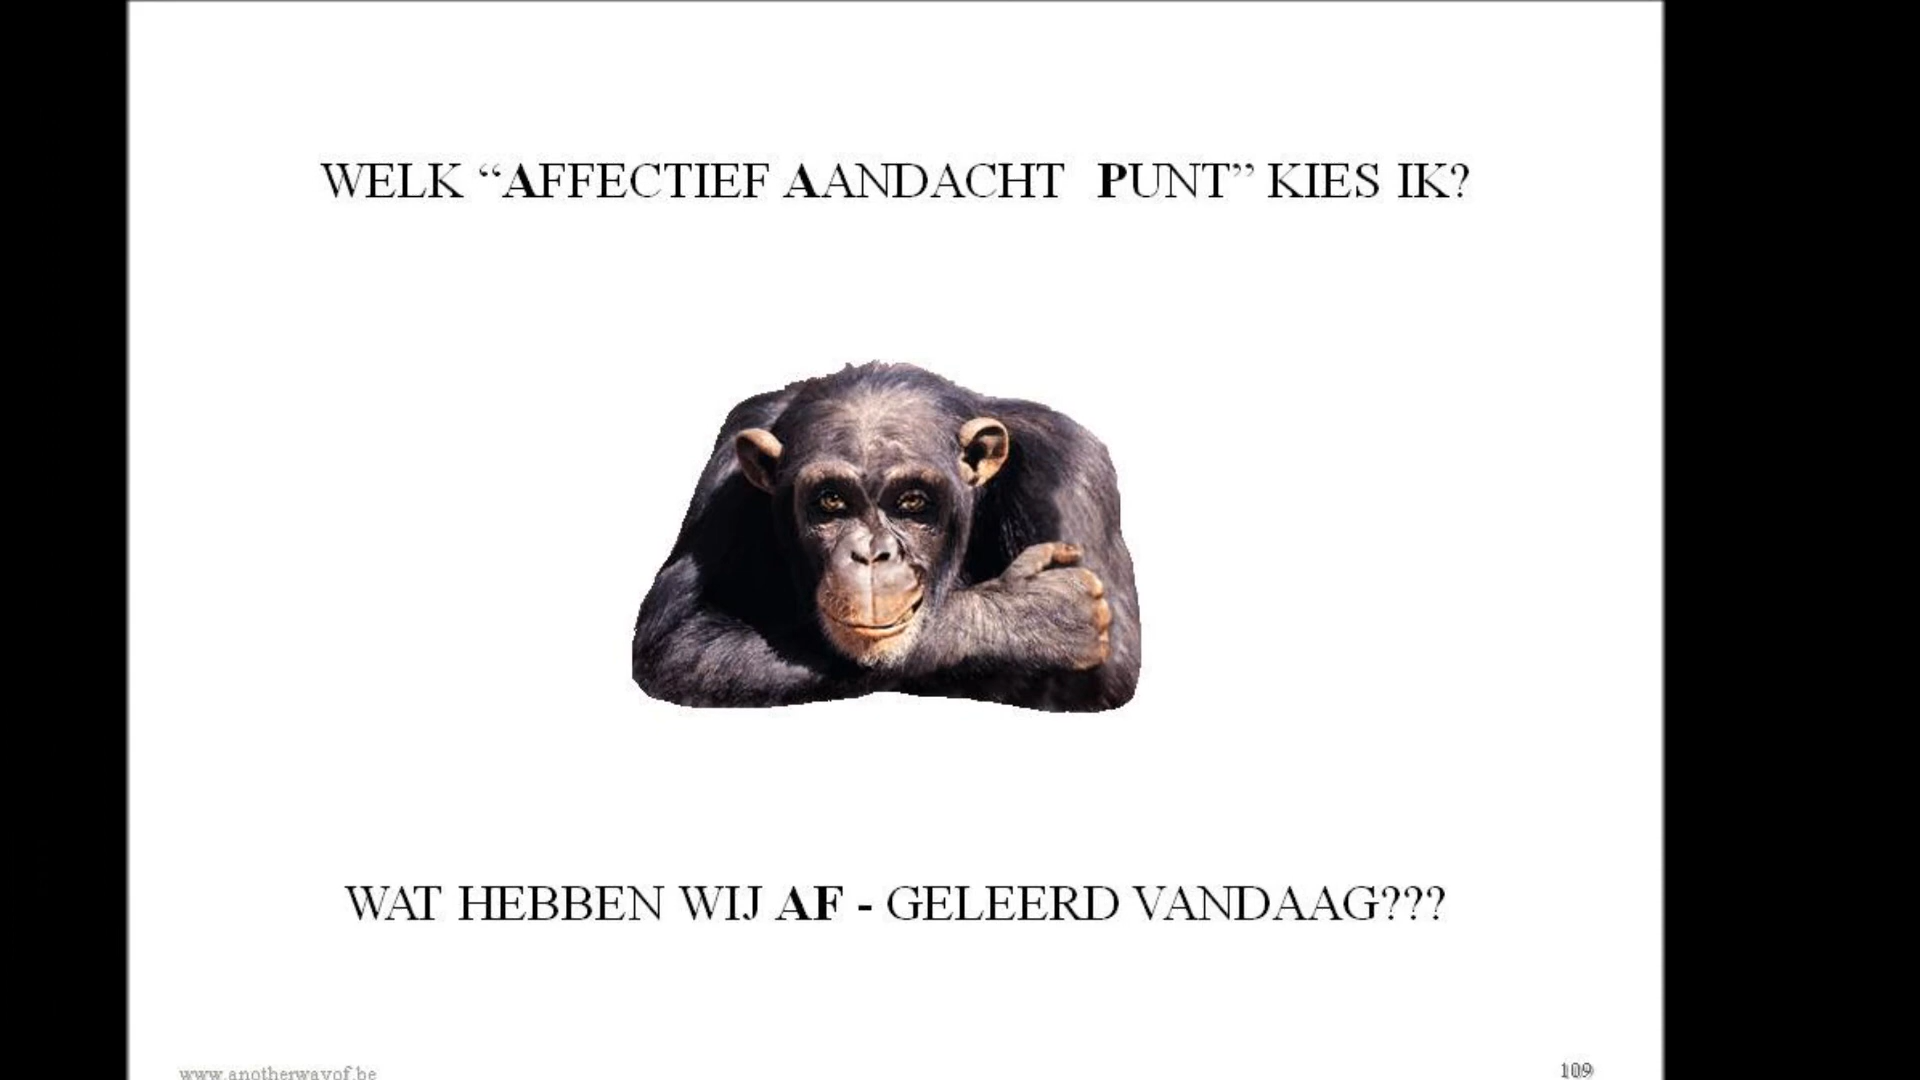 WELK “AFFECTIEF AANDACHT PUNT” KIES IK?
WAT HEBBEN WIJ AF - GELEERD VANDAAG???
www.anotherwayof.be
109